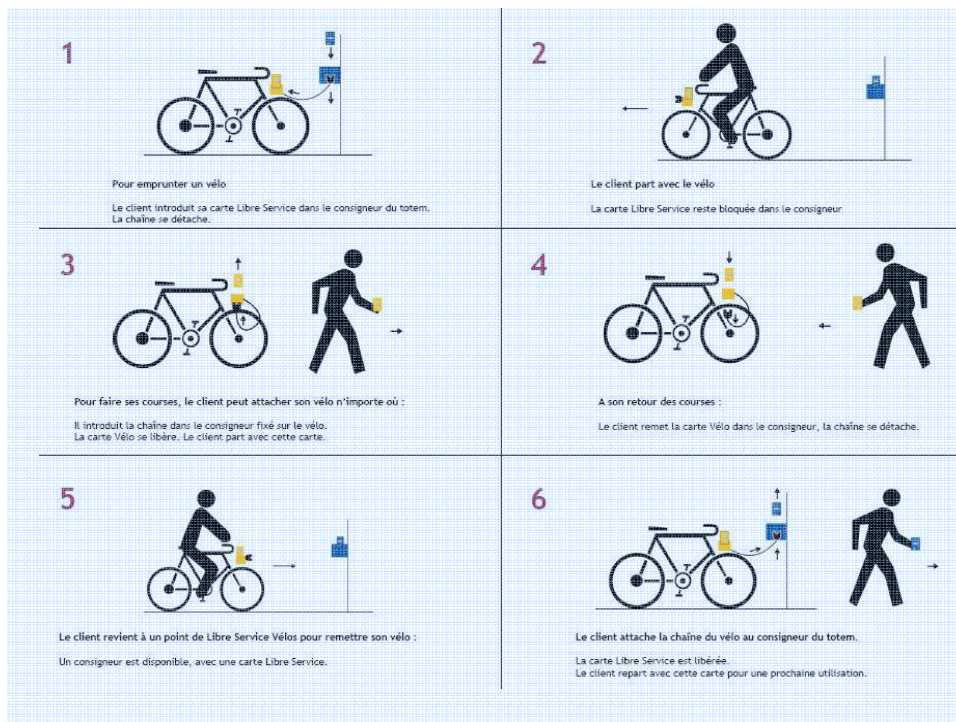 1
Pour emprunter un vélo
Le client introduit sa carte Libre Service dans le consigneur du totem.
La chaîne se détache.
2
Le client part avec le vélo
La carte Libre Service reste bloquée dans le consigneur
3
Pour faire ses courses, le client peut attacher son vélo n'importe où :
Il introduit la chaîne dans le consigneur fixé sur le vélo.
La carte Vélo se libère. Le client part avec cette carte.
4
A son retour des courses :
Le client remet la carte Vélo dans le consigneur, la chaîne se détache.
5
Le client revient à un point de Libre Service Vélos pour remettre son vélo :
Un consigneur est disponible, avec une carte Libre Service.
6
Le client attache la chaîne du vélo au consigneur du totem.
La carte Libre Service est libérée.
Le client repart avec cette carte pour une prochaine utilisation.